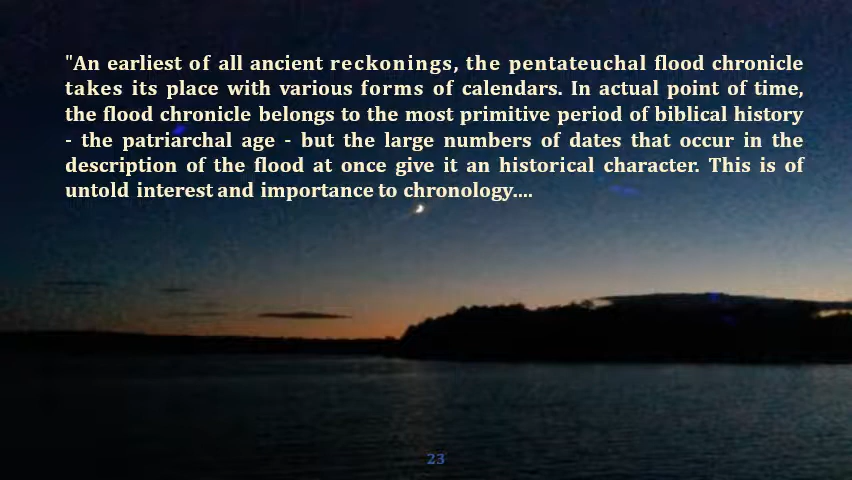 "An earliest of all ancient reckonings, the pentateuchal flood chronicle
takes its place with various forms of calendars. In actual point of time,
the flood chronicle belongs to the most primitive period of biblical history
- the patriarchal age - but the large numbers of dates that occur in the
description of the flood at once give it an historical character. This is of
untold interest and importance to chronology....
23